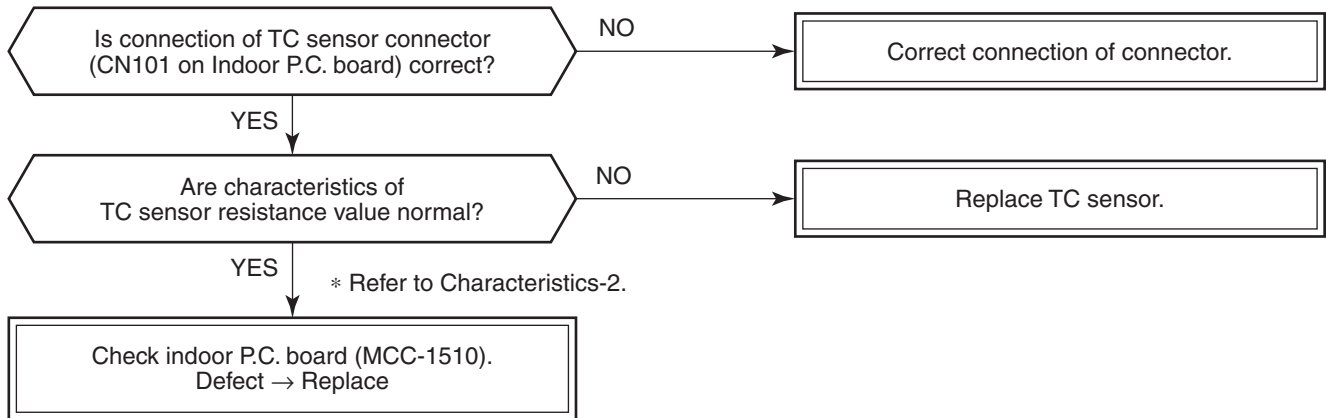 Is connection of TC sensor connector
(CN101 on Indoor P.C. board) correct?
NO
Correct connection of connector.
YES
Are characteristics of
TC sensor resistance value normal?
NO
Replace TC sensor.
YES
* Refer to Characteristics-2.
Check indoor P.C. board (MCC-1510).
Defect → Replace